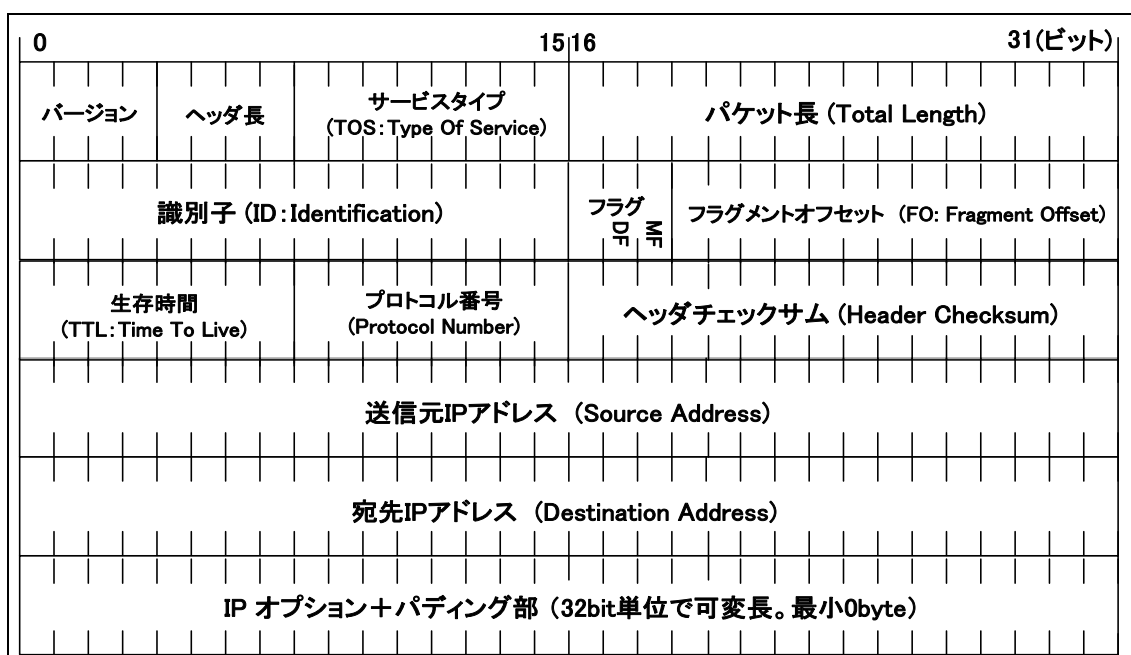 0 15 16 31(ビット)
バージョン ヘッダ長 サービスタイプ (TOS:Type Of Service) パケット長 (Total Length)
識別子 (ID:Identification) フラグ DF MF フラグメントオフセット (FO: Fragment Offset)
生存時間 (TTL:Time To Live) プロトコル番号 (Protocol Number) ヘッダチェックサム (Header Checksum)
送信元IPアドレス (Source Address)
宛先IPアドレス (Destination Address)
IP オプション+パディング部 (32bit単位で可変長。最小0byte)